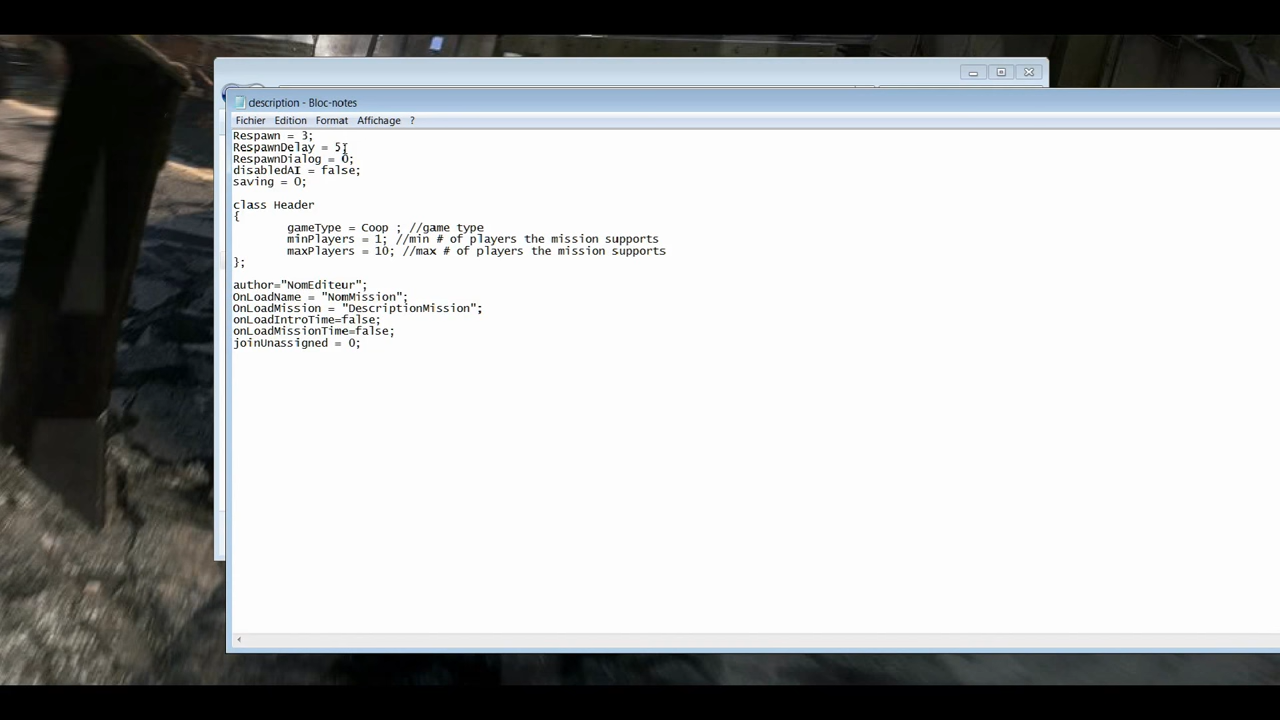 description - Bloc-notes
Fichier Edition Format Affichage ?
Respawn = 3;
RespawnDelay = 5;
RespawnDialog = 0;
disabledAI = false;
saving = 0;
class Header
{
gameType = Coop ; //game type
minPlayers = 1; //min # of players the mission supports
maxPlayers = 10; //max # of players the mission supports
};
author="NomEditeur";
OnLoadName = "NomMission";
OnLoadMission = "DescriptionMission";
onLoadIntroTime=false;
onLoadMissionTime=false;
joinUnassigned = 0;